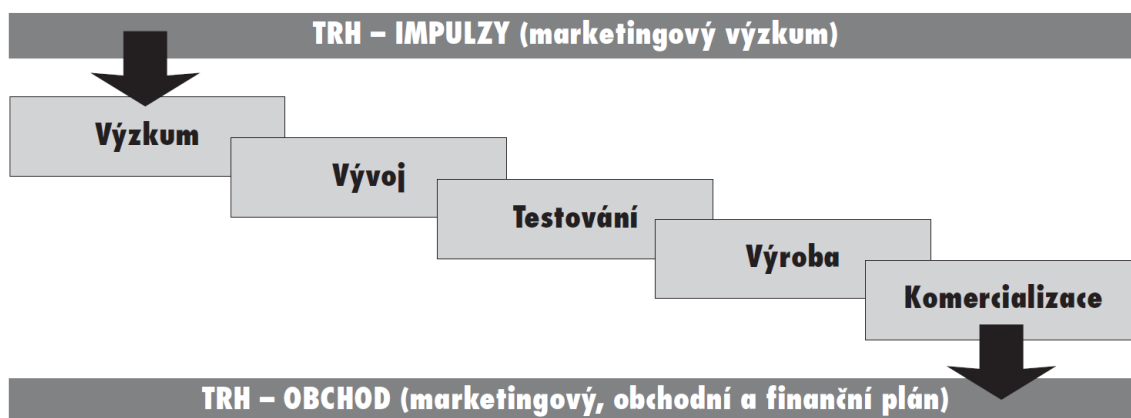 TRH – IMPULZY (marketingový výzkum)
Výzkum
Vývoj
Testování
Výroba
Komercializace
TRH – OBCHOD (marketingový, obchodní a finanční plán)